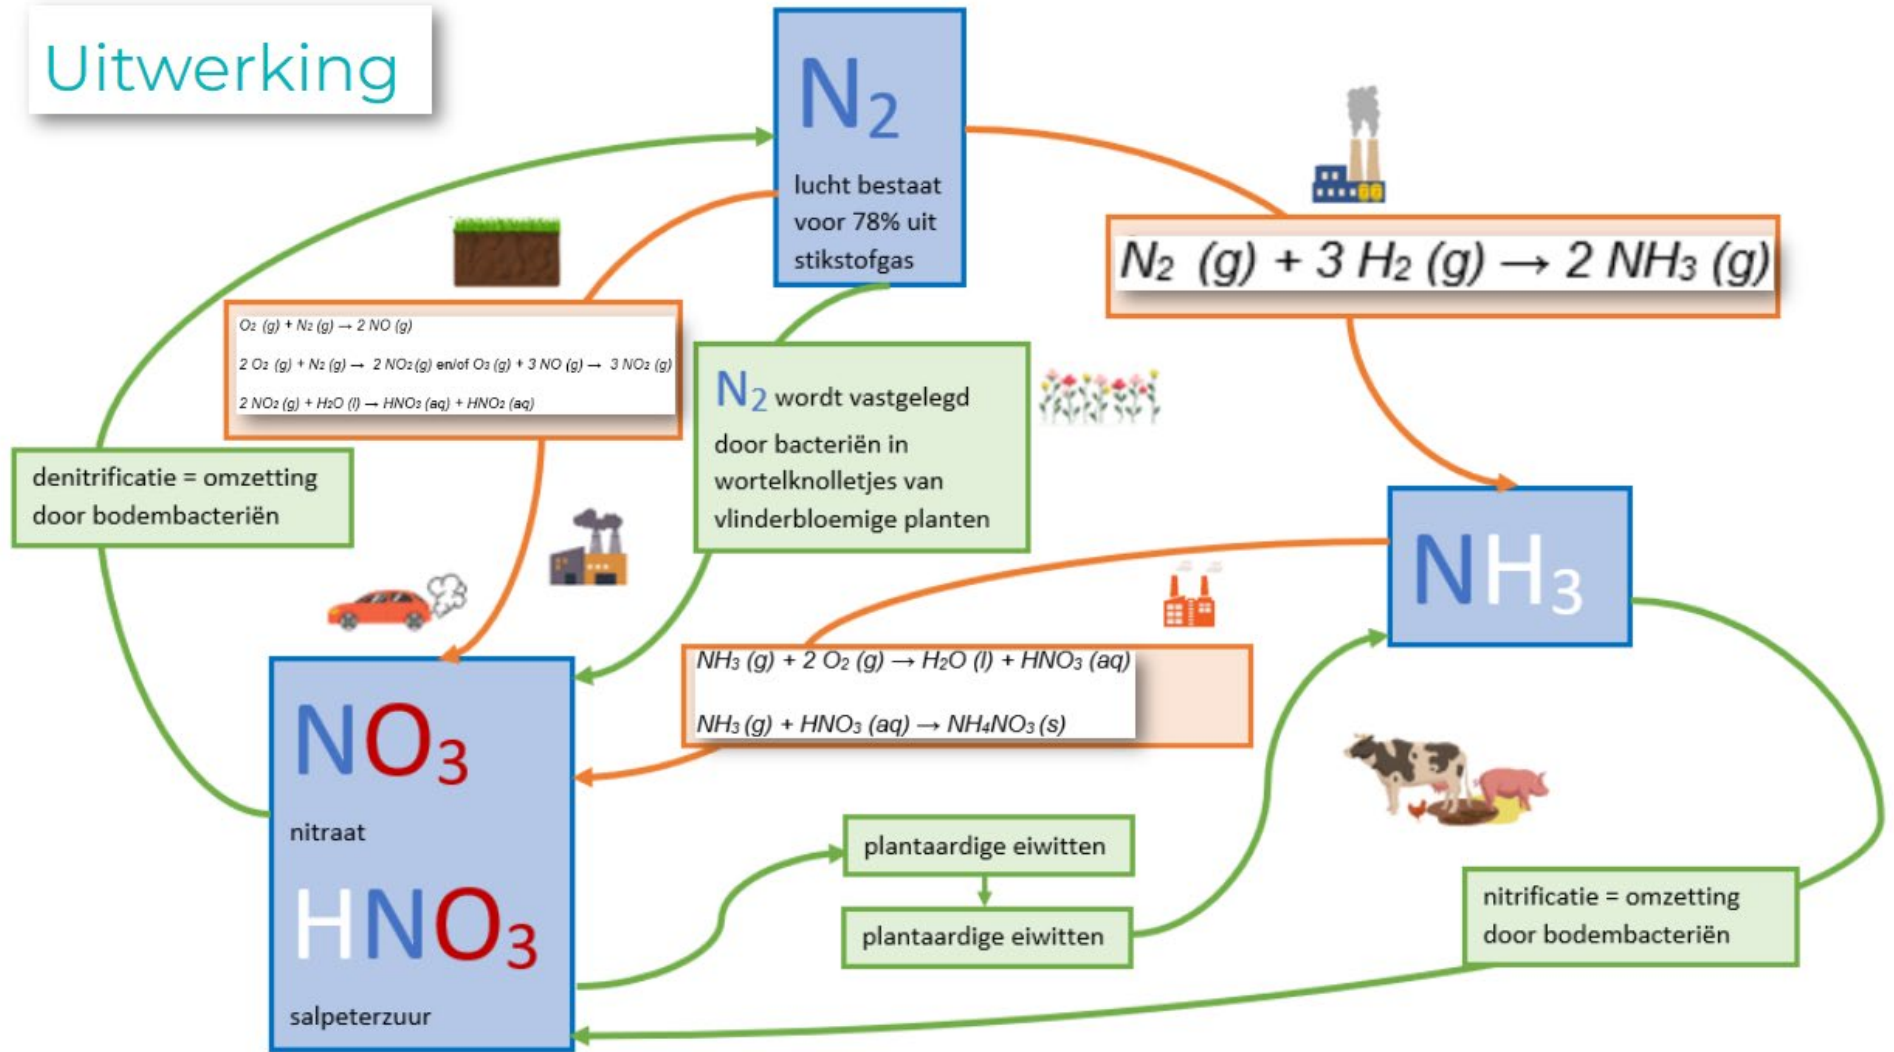 Uitwerking
N2
lucht bestaat
voor 78% uit
stikstofgas
N2 (g) + 3 H2 (g) → 2 NH3 (g)
O2 (g) + N2 (g) → 2 NO (g)
2 O2 (g) + N2 (g) → 2 NO2 (g) en/of O3 (g) + 3 NO (g) → 3 NO2 (g)
2 NO2 (g) + H2O (l) → HNO3 (aq) + HNO2 (aq)
N2 wordt vastgelegd
door bacteriën in
wortelknolletjes van
vlinderbloemige planten
denitrificatie = omzetting
door bodembacteriën
NH3
NH3 (g) + 2 O2 (g) → H2O (l) + HNO3 (aq)
NH3 (g) + HNO3 (aq) → NH4NO3 (s)
NO3
nitraat
HNO3
salpeterzuur
plantaardige eiwitten
plantaardige eiwitten
nitrificatie = omzetting
door bodembacteriën